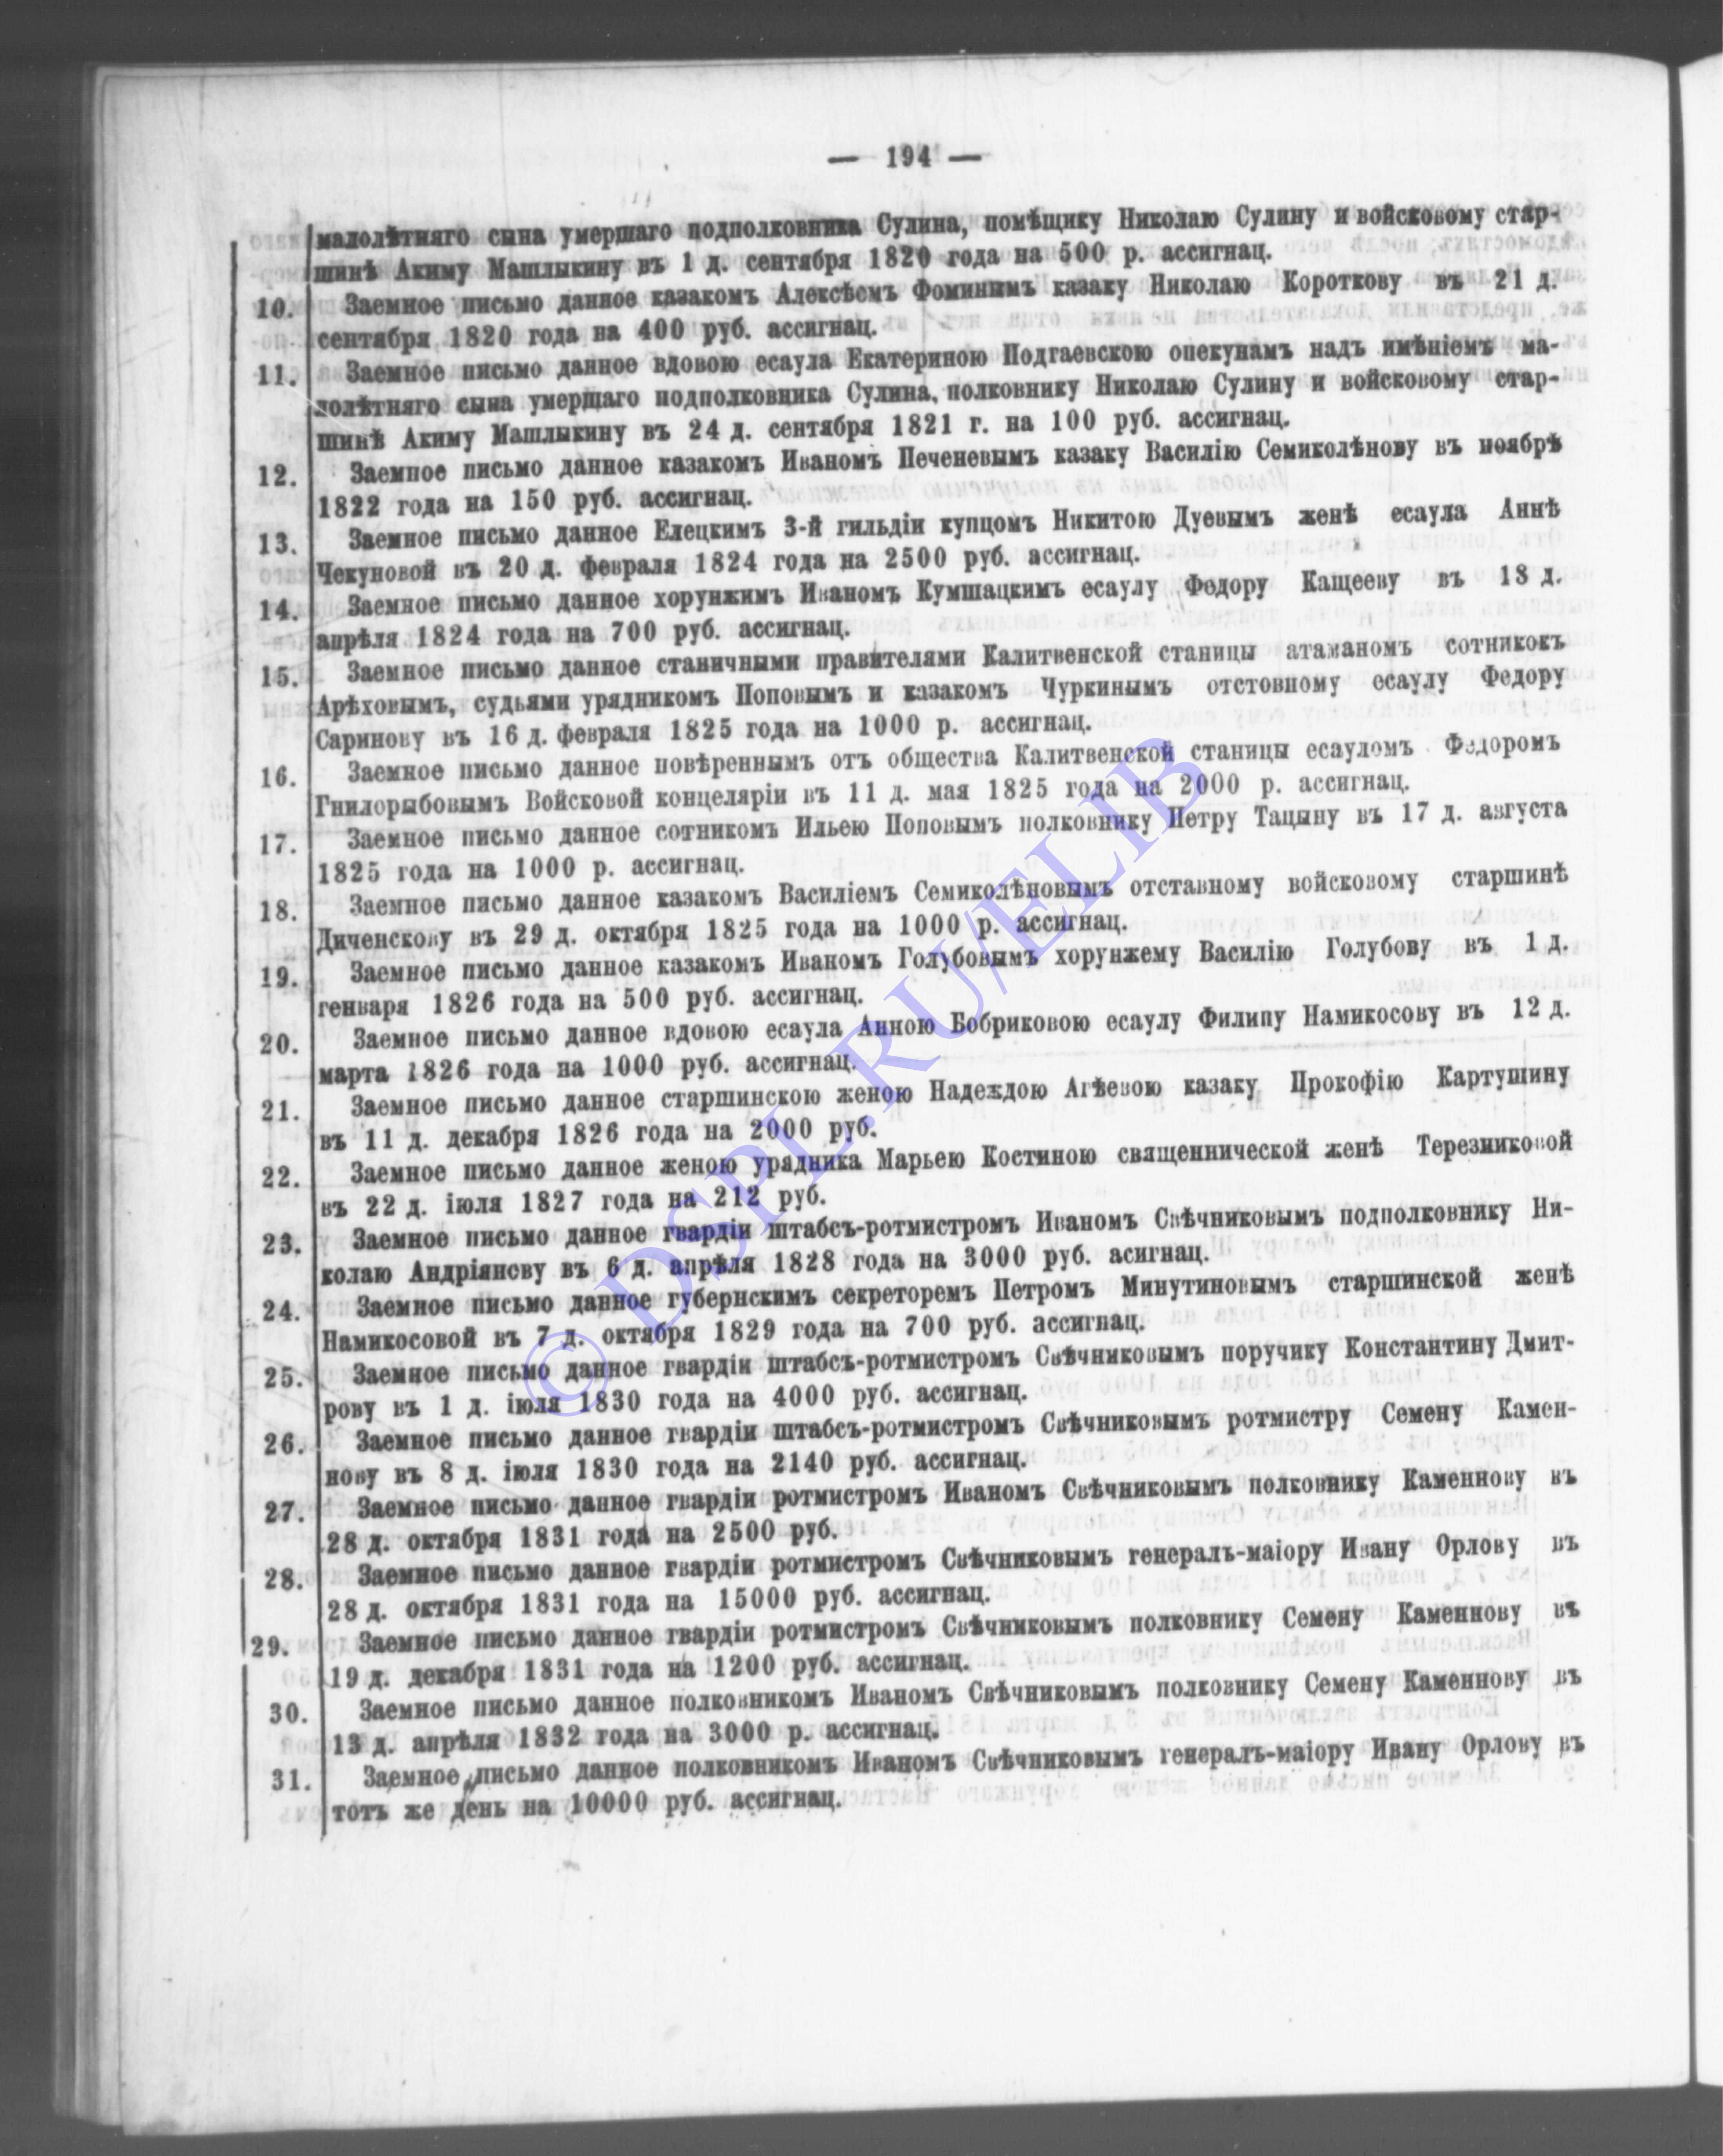 — 194 —
малолѣтняго сына умершаго подполковника Сулина, помѣщику Николаю Сулину и войсковому стар-
шинѣ Акиму Машлыкину въ 1 д. сентября 1820 года на 500 р. ассигнац.
10. Заемное письмо данное казакомъ Алексѣемъ Фоминимъ казаку Николаю Короткову въ 21 д.
сентября 1820 года на 400 руб. ассигнац.
11. Заемное письмо данное вдовою есаула Екатериною Подгаевскою опекунамъ надъ имѣніемъ ма-
лолѣтняго сына умершаго подполковника Сулина, полковнику Николаю Сулину и войсковому стар-
шинѣ Акиму Машлыкину въ 24 д. сентября 1821 г. на 100 руб. ассигнац.
12. Заемное письмо данное казакомъ Иваномъ Печеневымъ казаку Василію Семиколѣнову въ ноябрѣ
1822 года на 150 руб. ассигнац.
13. Заемное письмо данное Елецкимъ 3-й гильдіи купцомъ Никитою Дуевымъ женѣ есаула Аннѣ
Чекуновой въ 20 д. февраля 1824 года на 2500 руб. ассигнац.
14. Заемное письмо данное хорунжимъ Иваномъ Кумшацкимъ есаулу Федору Кащееву въ 18 д.
апрѣля 1824 года на 700 руб. ассигнац.
15. Заемное письмо данное станичными правителями Калитвенской станицы атаманомъ сотникокъ
Арѣховымъ, судьями урядникомъ Поповымъ и казакомъ Чуркинымъ отстовному есаулу Федору
Саринову въ 16 д. февраля 1825 года на 1000 р. ассигнац.
16. Заемное письмо данное повѣреннымъ отъ общества Калитвенской станицы есауломъ Федоромъ
Гнилорыбовымъ Войсковой концеляріи въ 11 д. мая 1825 года на 2000 р. ассигнац.
17. Заемное письмо данное сотникомъ Ильею Поповымъ полковнику Петру Тацыну въ 17 д. августа
1825 года на 1000 р. ассигнац.
18. Заемное письмо данное казакомъ Василіемъ Семиколѣновымъ отставному войсковому старшинѣ
Диченскому въ 29 д. октября 1825 года на 1000 р. ассигнац.
19. Заемное письмо данное казакомъ Иваномъ Голубовымъ хорунжему Василію Голубову въ 1 д.
генваря 1826 года на 500 руб. ассигнац.
20. Заемное письмо данное вдовою есаула Анною Бобриковою есаулу Филипу Намикосову въ 12 д.
марта 1826 года на 1000 руб. ассигнац.
21. Заемное письмо данное старшинскою женою Надеждою Агѣевою казаку Прокофію Картушину
въ 11 д. декабря 1826 года на 2000 руб.
22. Заемное письмо данное женою урядника Марьею Костиною священнической женѣ Терезниковой
въ 22 д. іюля 1827 года на 212 руб.
23. Заемное письмо данное гвардіи штабсъ-ротмистромъ Иваномъ Свѣчниковымъ подполковнику Ни-
колаю Андріянову въ 6 д. апрѣля 1828 года на 3000 руб. асигнац.
24. Заемное письмо данное губернскимъ секреторемъ Петромъ Минутиновымъ старшинской женѣ
Намикосовой въ 7 д. октября 1829 года на 700 руб. ассигнац.
25. Заемное письмо данное гвардіи штабсъ-ротмистромъ Свѣчниковымъ поручику Константину Дмит-
рову въ 1 д. іюля 1830 года на 4000 руб. ассигнац.
26. Заемное письмо данное гвардіи штабсъ-ротмистромъ Свѣчниковымъ ротмистру Семену Камен-
нову въ 8 д. іюля 1830 года на 2140 руб. ассигнац.
27. Заемное письмо данное гвардіи ротмистромъ Иваномъ Свѣчниковымъ полковнику Каменнову въ
28 д. октября 1831 года на 2500 руб.
28. Заемное письмо данное гвардіи ротмистромъ Свѣчниковымъ генералъ-маіору Ивану Орлову въ
28 д. октября 1831 года на 15000 руб. ассигнац.
29. Заемное письмо данное гвардіи ротмистромъ Свѣчниковымъ полковнику Семену Каменнову въ
19 д. декабря 1831 года на 1200 руб. ассигнац.
30. Заемное письмо данное полковникомъ Иваномъ Свѣчниковымъ полковнику Семену Каменнову въ
13 д. апрѣля 1832 года на 3000 р. ассигнац.
31. Заемное письмо данное полковникомъ Иваномъ Свѣчниковымъ генералъ-маіору Ивану Орлову въ
тотъ же день на 10000 руб. ассигнац.
© DSPL.RU/ELIB